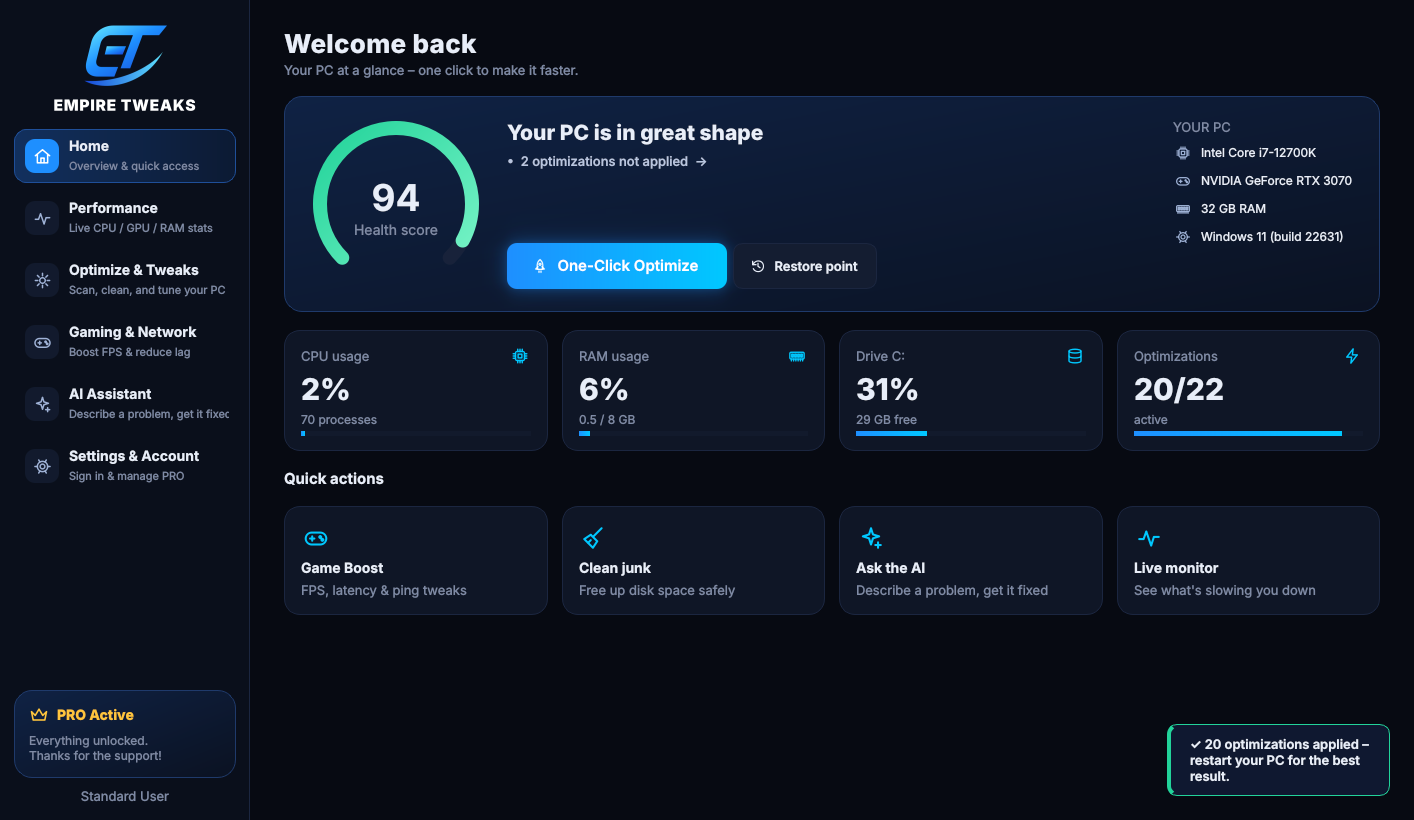 ET
EMPIRE TWEAKS
Home
Overview & quick access
Performance
Live CPU / GPU / RAM stats
Optimize & Tweaks
Scan, clean, and tune your PC
Gaming & Network
Boost FPS & reduce lag
AI Assistant
Describe a problem, get it fixed
Settings & Account
Sign in & manage PRO
PRO Active
Everything unlocked.
Thanks for the support!
Standard User
Welcome back
Your PC at a glance – one click to make it faster.
94
Health score
Your PC is in great shape
• 2 optimizations not applied →
One-Click Optimize
Restore point
YOUR PC
Intel Core i7-12700K
NVIDIA GeForce RTX 3070
32 GB RAM
Windows 11 (build 22631)
CPU usage
2%
70 processes
RAM usage
6%
0.5 / 8 GB
Drive C:
31%
29 GB free
Optimizations
20/22
active
Quick actions
Game Boost
FPS, latency & ping tweaks
Clean junk
Free up disk space safely
Ask the AI
Describe a problem, get it fixed
Live monitor
See what's slowing you down
✓ 20 optimizations applied –
restart your PC for the best
result.